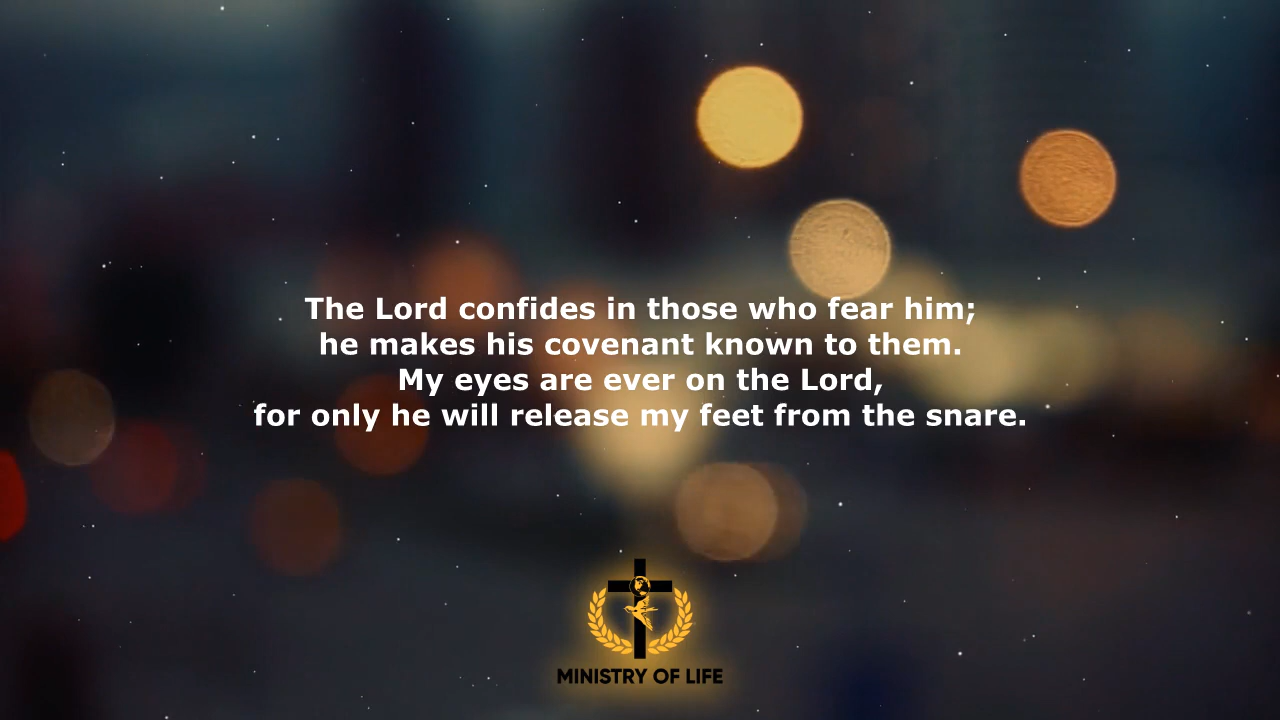 The Lord confides in those who fear him;
he makes his covenant known to them.
My eyes are ever on the Lord,
for only he will release my feet from the snare.
MINISTRY OF LIFE